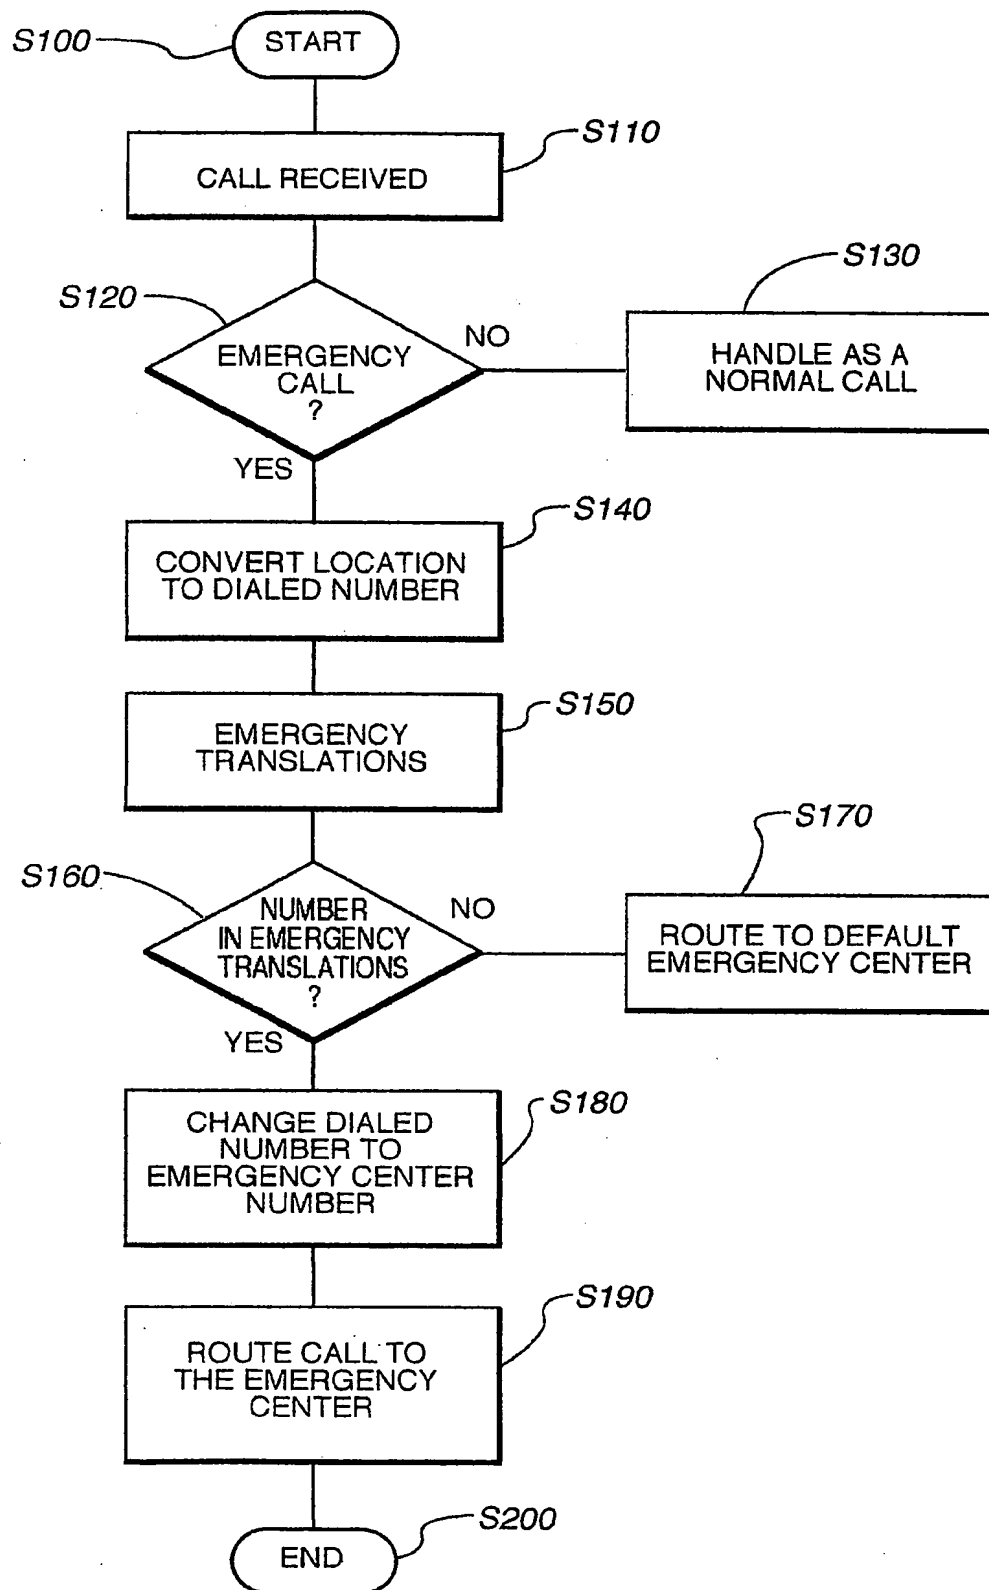 S100
START
S110
CALL RECEIVED
S120
EMERGENCY
CALL
?
NO
S130
HANDLE AS A
NORMAL CALL
YES
S140
CONVERT LOCATION
TO DIALED NUMBER
S150
EMERGENCY
TRANSLATIONS
S160
NUMBER
IN EMERGENCY
TRANSLATIONS
?
NO
S170
ROUTE TO DEFAULT
EMERGENCY CENTER
YES
S180
CHANGE DIALED
NUMBER TO
EMERGENCY CENTER
NUMBER
S190
ROUTE CALL TO
THE EMERGENCY
CENTER
S200
END